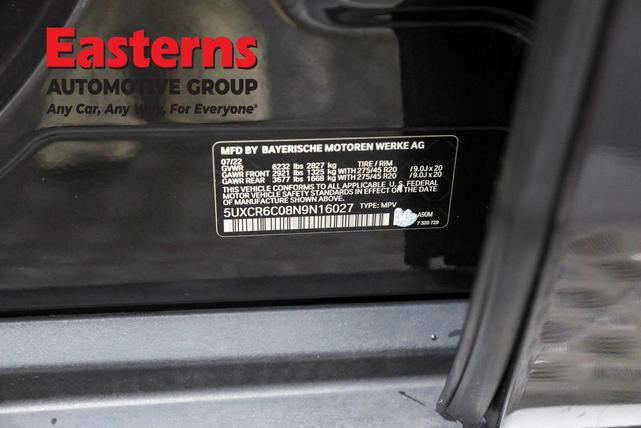 Easterns
AUTOMOTIVE GROUP
Any Car, Any Way, For Everyone®
MFD BY BAYERISCHE MOTOREN WERKE AG
07/22 TIRE / RIM
GVWR 6232 lbs 2827 kg
GAWR FRONT 2921 lbs 1325 kg WITH 275/45 R20 / 9.0J x 20
GAWR REAR 3677 lbs 1668 kg WITH 275/45 R20 / 9.0J x 20
THIS CONFORMS TO ALL APPLICABLE U.S. FEDERAL
MOTOR VEHICLE SAFETY STANDARDS IN EFFECT ON THE DATE
OF MANUFACTURE SHOWN ABOVE.
5UXCR6C08N9N16027 TYPE: MPV
A90M
7 320 729